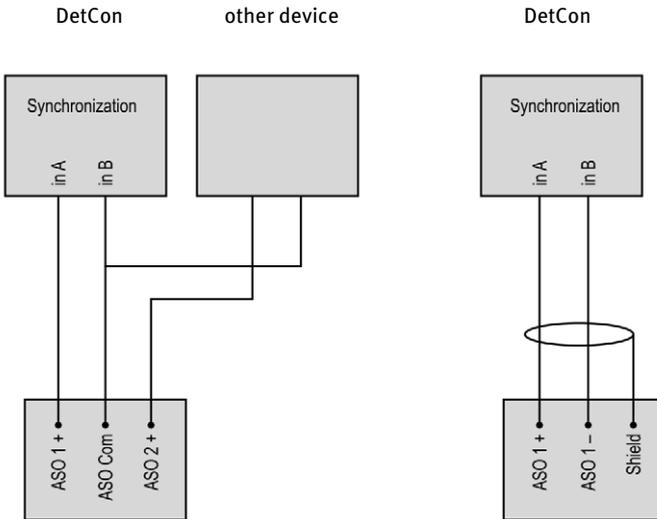 DetCon
other device
DetCon
Synchronization
in A
in B
Synchronization
in A
in B
ASO 1 +
ASO Com
ASO 2 +
ASO 1 +
ASO 1 –
Shield